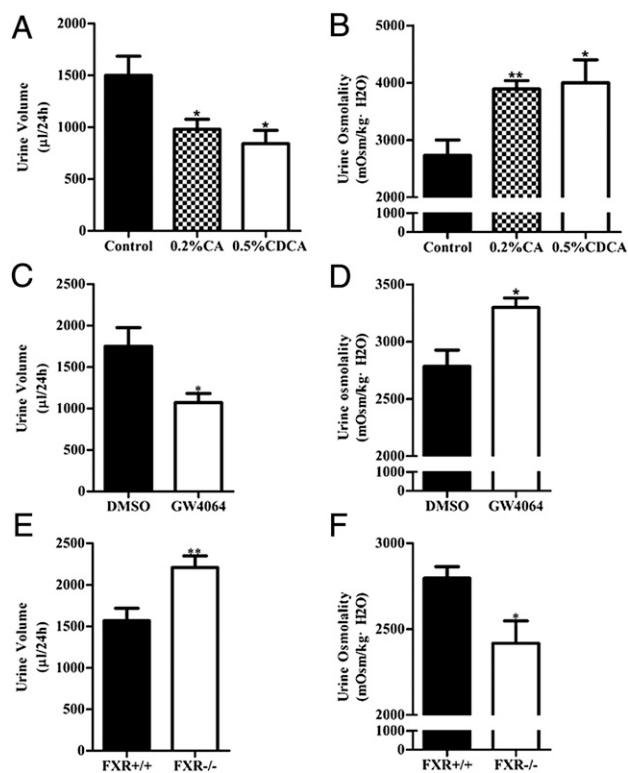 A
Urine Volume
(μl/24h)
2000
1500
1000
500
0
*
*
Control
0.2%CA
0.5%CDCA
B
Urine Osmolality
(mOsm/kg· H2O)
5000
4000
3000
2000
1000
0
**
*
Control
0.2%CA
0.5%CDCA
C
Urine Volume
(μl/24h)
2500
2000
1500
1000
500
0
*
DMSO
GW4064
D
Urine osmolality
(mOsm/kg· H2O)
3500
3000
2500
2000
1000
0
*
DMSO
GW4064
E
Urine Volume
(μl/24h)
2500
2000
1500
1000
500
0
**
FXR+/+
FXR-/-
F
Urine Osmolality
(mOsm/kg· H2O)
3000
2500
2000
1000
0
*
FXR+/+
FXR-/-